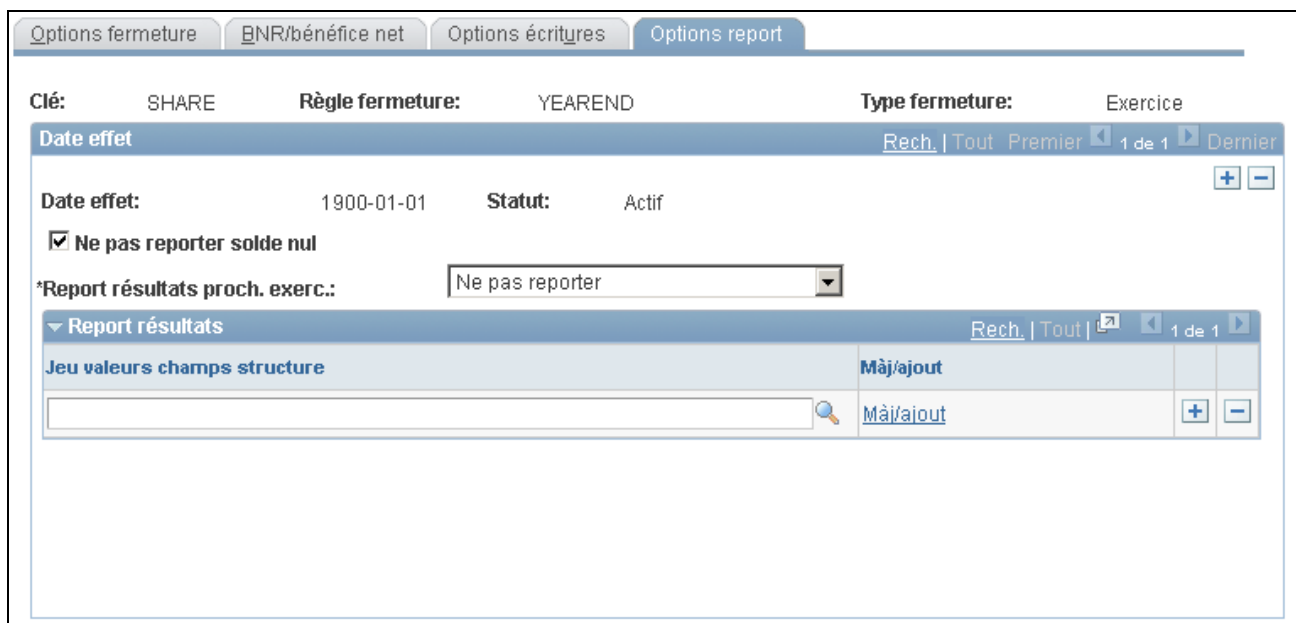 Options fermeture BNR/bénéfice net Options écritures Options report
Clé: SHARE Règle fermeture: YEAREND Type fermeture: Exercice
Date effet Rech. | Tout Premier 1 de 1 Dernier
Date effet: 1900-01-01 Statut: Actif
Ne pas reporter solde nul
*Report résultats proch. exerc.: Ne pas reporter
Report résultats Rech. | Tout | 1 de 1
Jeu valeurs champs structure Màj/ajout
Màj/ajout